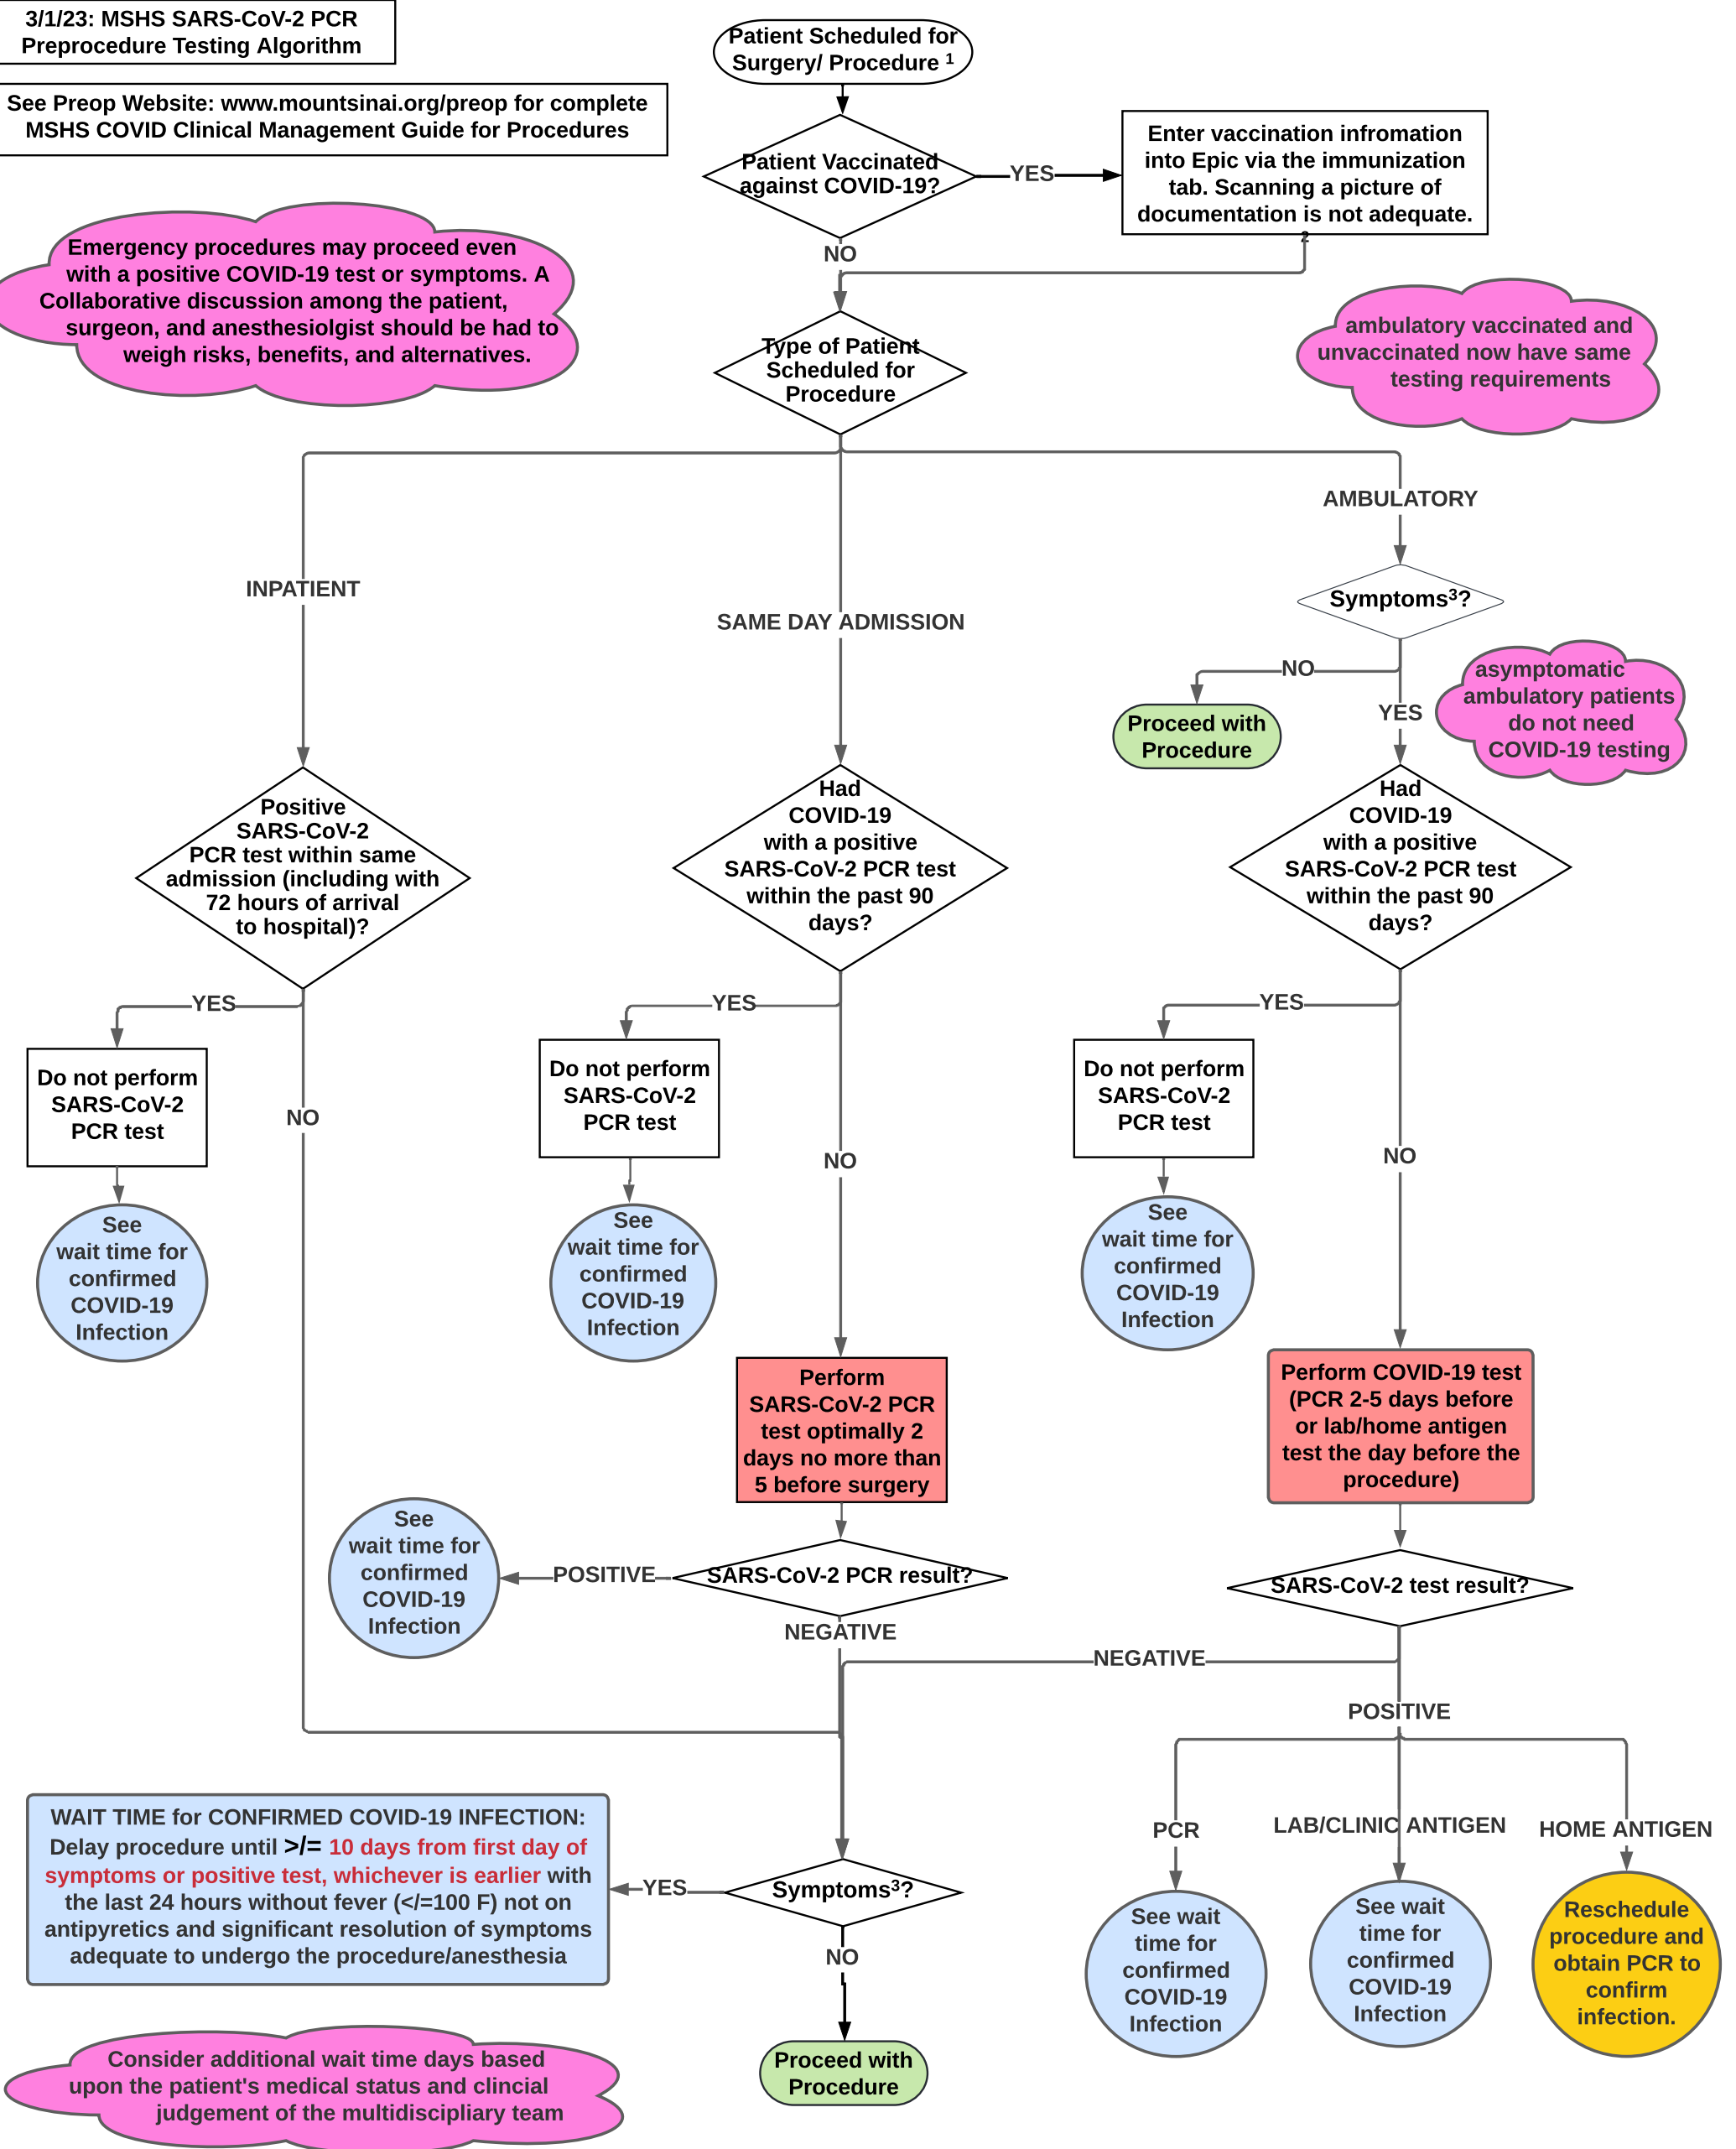 3/1/23: MSHS SARS-CoV-2 PCR
Preprocedure Testing Algorithm
See Preop Website: www.mountsinai.org/preop for complete
MSHS COVID Clinical Management Guide for Procedures
Patient Scheduled for
Surgery/ Procedure 1
Patient Vaccinated
against COVID-19?
YES
Enter vaccination infromation
into Epic via the immunization
tab. Scanning a picture of
documentation is not adequate.
2
NO
Emergency procedures may proceed even
with a positive COVID-19 test or symptoms. A
Collaborative discussion among the patient,
surgeon, and anesthesiolgist should be had to
weigh risks, benefits, and alternatives.
ambulatory vaccinated and
unvaccinated now have same
testing requirements
Type of Patient
Scheduled for
Procedure
INPATIENT
SAME DAY ADMISSION
AMBULATORY
Symptoms3?
NO
Proceed with
Procedure
YES
asymptomatic
ambulatory patients
do not need
COVID-19 testing
Positive
SARS-CoV-2
PCR test within same
admission (including with
72 hours of arrival
to hospital)?
Had
COVID-19
with a positive
SARS-CoV-2 PCR test
within the past 90
days?
Had
COVID-19
with a positive
SARS-CoV-2 PCR test
within the past 90
days?
YES
YES
YES
Do not perform
SARS-CoV-2
PCR test
NO
Do not perform
SARS-CoV-2
PCR test
NO
Do not perform
SARS-CoV-2
PCR test
NO
See
wait time for
confirmed
COVID-19
Infection
See
wait time for
confirmed
COVID-19
Infection
See
wait time for
confirmed
COVID-19
Infection
Perform
SARS-CoV-2 PCR
test optimally 2
days no more than
5 before surgery
Perform COVID-19 test
(PCR 2-5 days before
or lab/home antigen
test the day before the
procedure)
See
wait time for
confirmed
COVID-19
Infection
POSITIVE
SARS-CoV-2 PCR result?
SARS-CoV-2 test result?
NEGATIVE
NEGATIVE
POSITIVE
PCR
LAB/CLINIC ANTIGEN
HOME ANTIGEN
WAIT TIME for CONFIRMED COVID-19 INFECTION:
Delay procedure until >/= 10 days from first day of
symptoms or positive test, whichever is earlier with
the last 24 hours without fever (</=100 F) not on
antipyretics and significant resolution of symptoms
adequate to undergo the procedure/anesthesia
YES
Symptoms3?
NO
See wait
time for
confirmed
COVID-19
Infection
See wait
time for
confirmed
COVID-19
Infection
Reschedule
procedure and
obtain PCR to
confirm
infection.
Consider additional wait time days based
upon the patient's medical status and clincial
judgement of the multidiscipliary team
Proceed with
Procedure